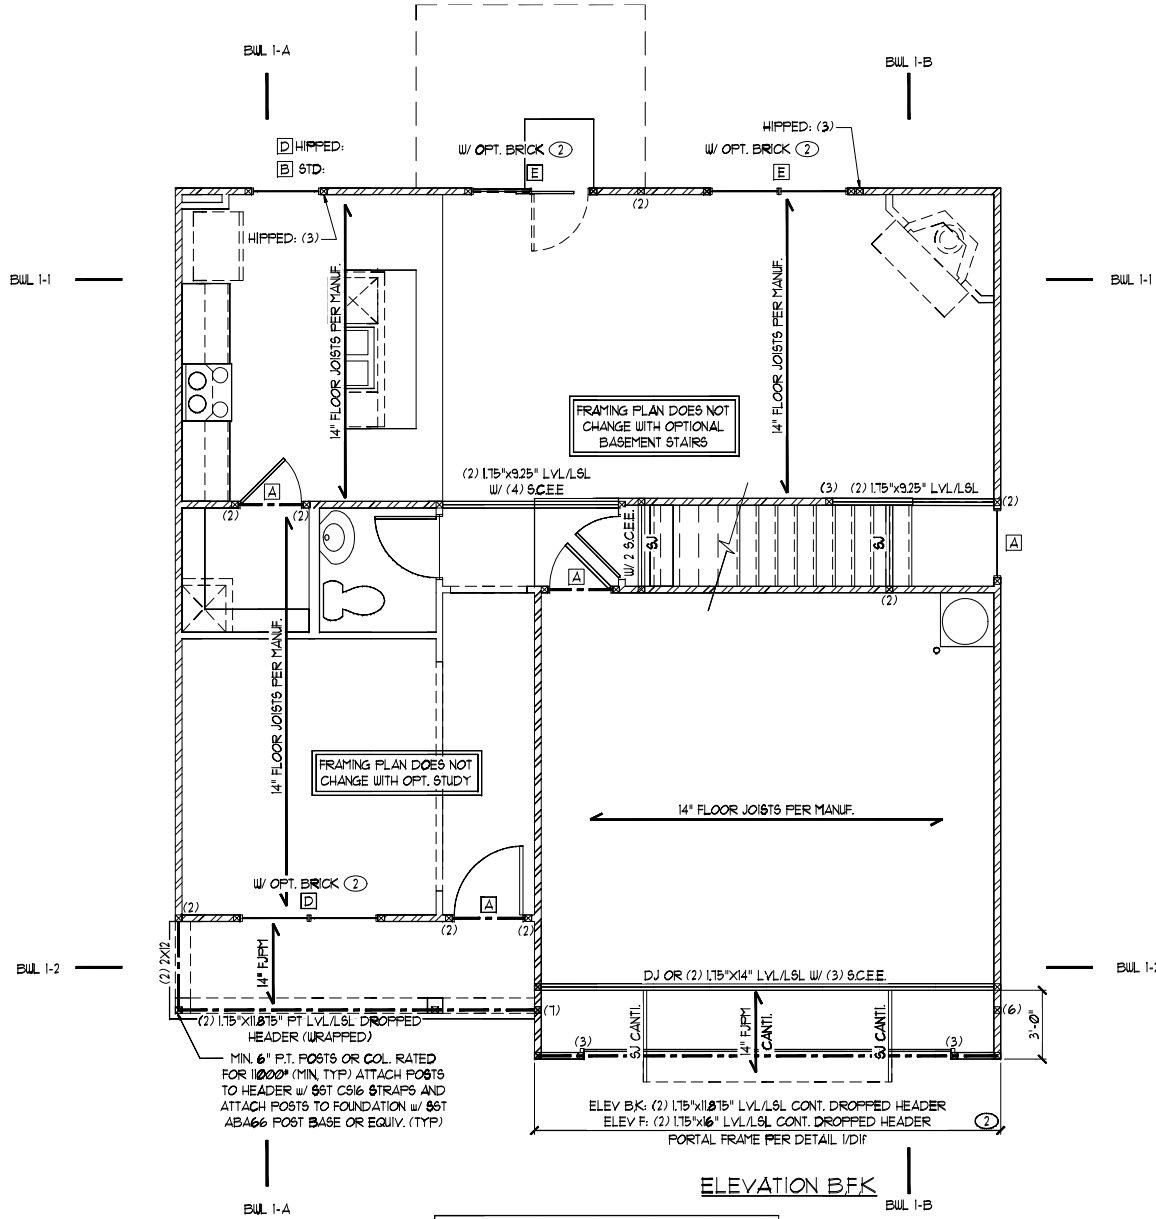 BWL 1-A
BWL 1-B
HIPPED: (3)
D HIPPED:
B STD:
W/ OPT. BRICK 2
E
W/ OPT. BRICK 2
E
(2)
HIPPED: (3)
BWL 1-1
BWL 1-1
14" FLOOR JOISTS PER MANUF.
14" FLOOR JOISTS PER MANUF.
FRAMING PLAN DOES NOT
CHANGE WITH OPTIONAL
BASEMENT STAIRS
(2) 1.75"x9.25" LVL/LSL
W/ (4) S.C.E.E
(3) (2) 1.75"x9.25" LVL/LSL
(2)
A
(2)
(2)
W/ 2 S.C.E.E.
SJ
SJ
A
A
(2)
14" FLOOR JOISTS PER MANUF.
FRAMING PLAN DOES NOT
CHANGE WITH OPT. STUDY
14" FLOOR JOISTS PER MANUF.
W/ OPT. BRICK 2
D
A
(2)
(2)
(2)
(2) 2X12
14" FJPM
BWL 1-2
BWL 1-2
DJ OR (2) 1.75"X14" LVL/LSL W/ (3) S.C.E.E.
(7)
(6)
3'-0"
SJ CANTI.
14" FJPM
CANTI.
SJ CANTI.
(3)
(3)
(2) 1.75"X11.875" PT LVL/LSL DROPPED
HEADER (WRAPPED)
MIN. 6" P.T. POSTS OR COL. RATED
FOR 11000# (MIN, TYP) ATTACH POSTS
TO HEADER w/ SST CS16 STRAPS AND
ATTACH POSTS TO FOUNDATION w/ SST
ABA66 POST BASE OR EQUIV. (TYP)
ELEV B,K: (2) 1.75"x11.875" LVL/LSL CONT. DROPPED HEADER
ELEV F: (2) 1.75"x16" LVL/LSL CONT. DROPPED HEADER
2
PORTAL FRAME PER DETAIL 1/D1f
ELEVATION B,F,K
BWL 1-A
BWL 1-B